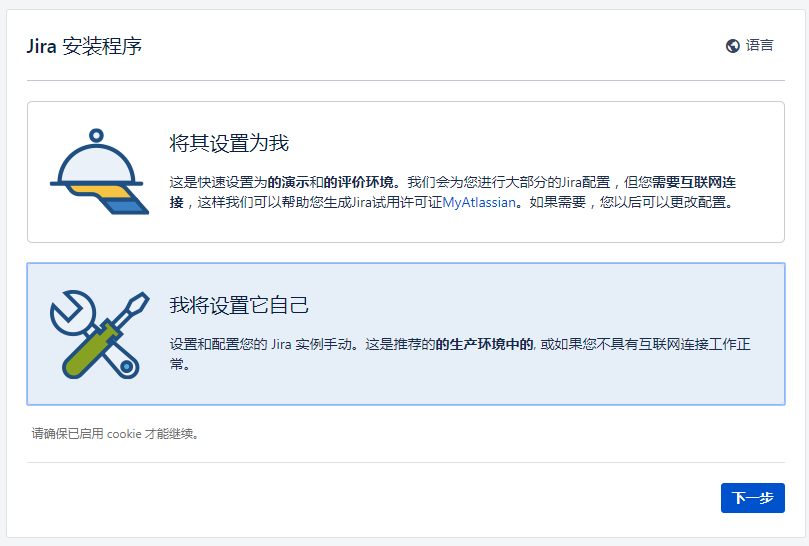 Jira 安装程序
语言
将其设置为我
这是快速设置为的演示和的评价环境。我们会为您进行大部分的Jira配置，但您需要互联网连
接，这样我们可以帮助您生成Jira试用许可证MyAtlassian。如果需要，您以后可以更改配置。
我将设置它自己
设置和配置您的 Jira 实例手动。这是推荐的的生产环境中的, 或如果您不具有互联网连接工作正
常。
请确保已启用 cookie 才能继续。
下一步